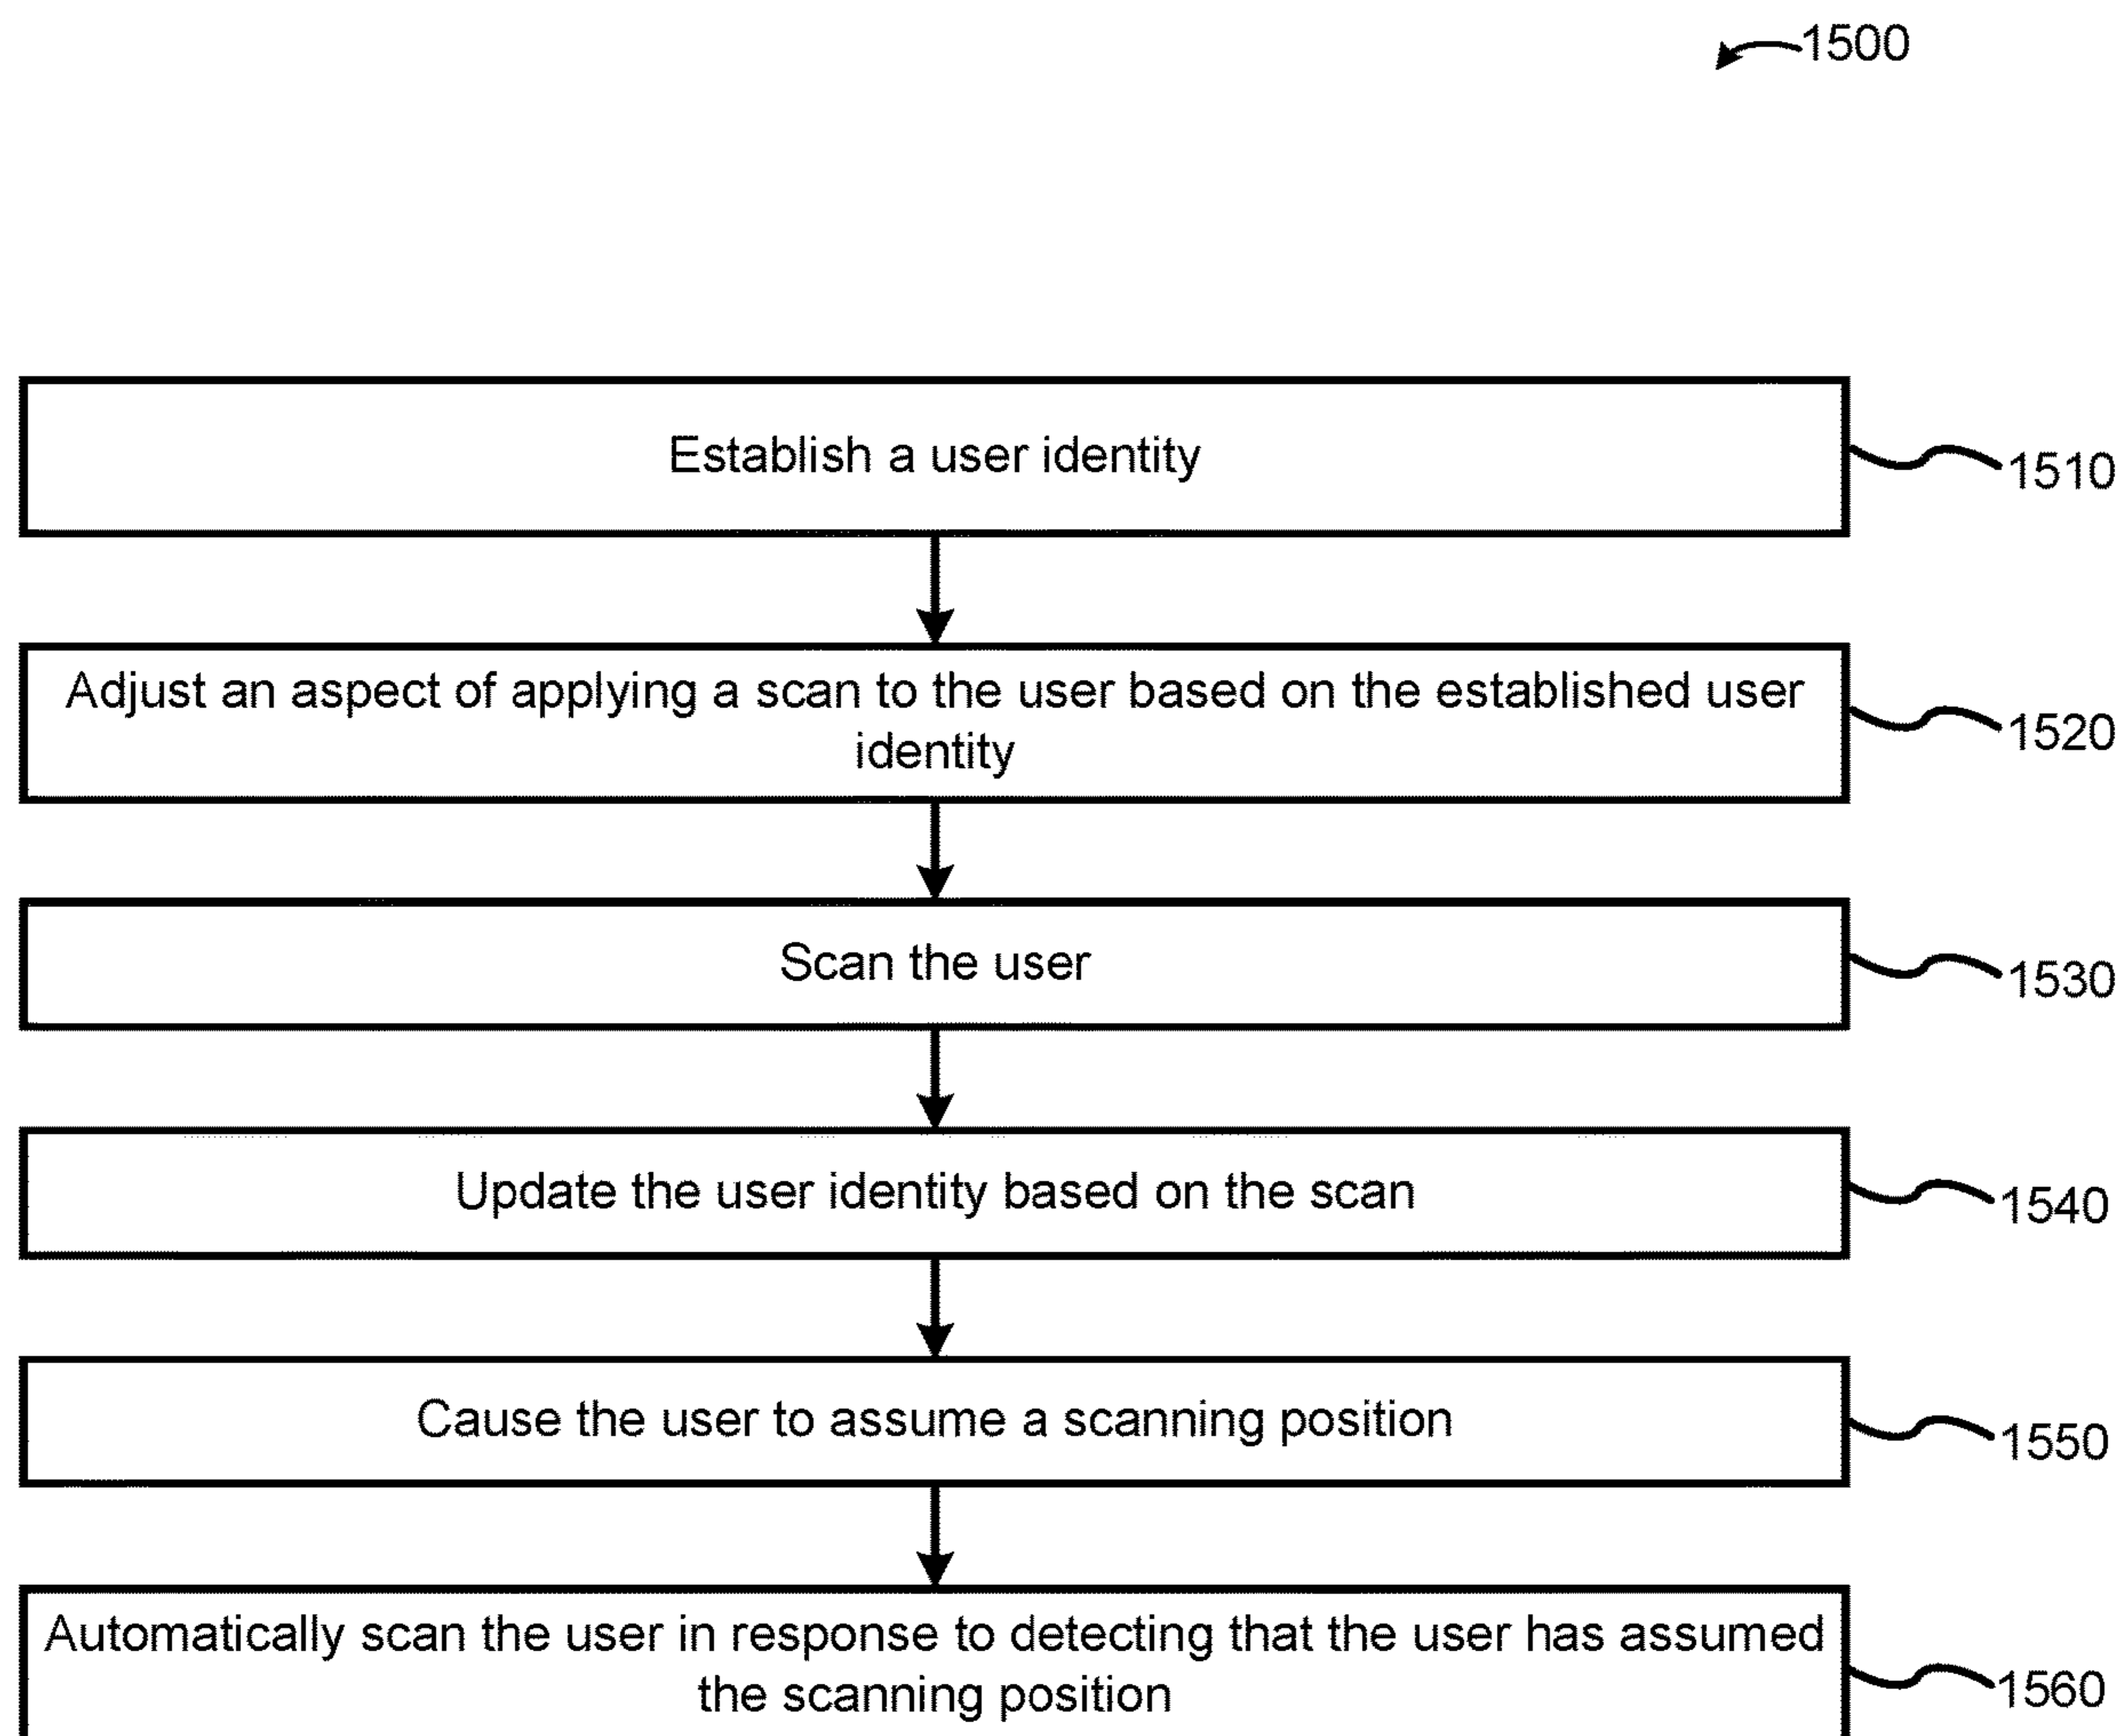 1500
Establish a user identity
1510
Adjust an aspect of applying a scan to the user based on the established user
identity
1520
Scan the user
1530
Update the user identity based on the scan
1540
Cause the user to assume a scanning position
1550
Automatically scan the user in response to detecting that the user has assumed
the scanning position
1560